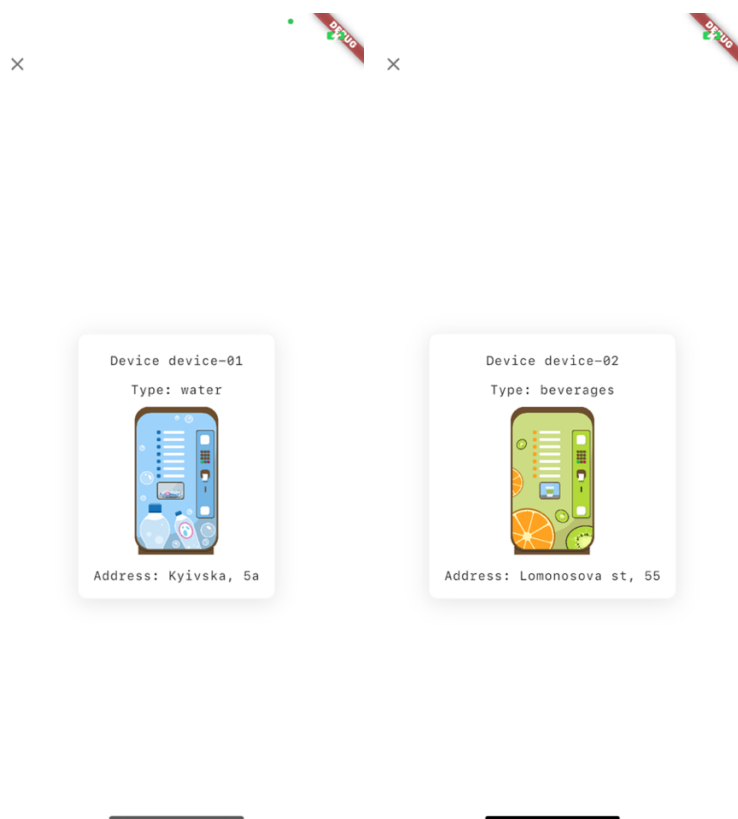 DEBUG
Device device-01
Type: water
Address: Kyivska, 5a
DEBUG
Device device-02
Type: beverages
Address: Lomonosova st, 55